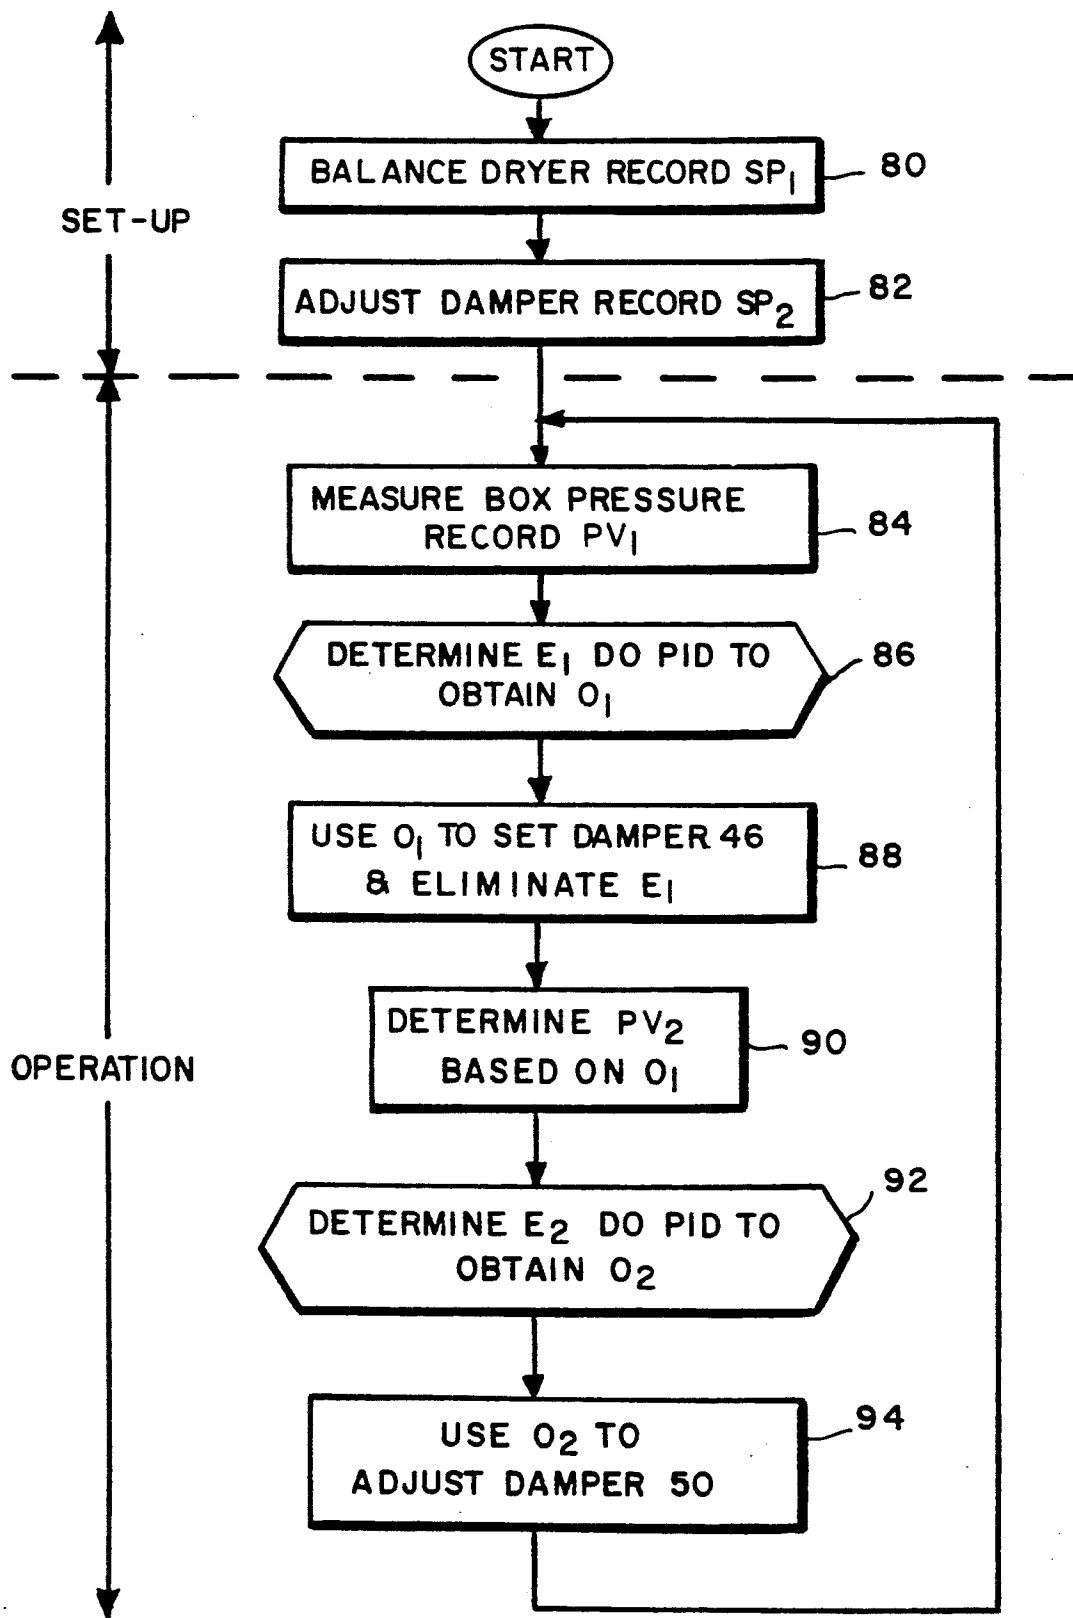 START
BALANCE DRYER RECORD SP1
80
SET-UP
ADJUST DAMPER RECORD SP2
82
MEASURE BOX PRESSURE
RECORD PV1
84
DETERMINE E1 DO PID TO
OBTAIN O1
86
USE O1 TO SET DAMPER 46
& ELIMINATE E1
88
DETERMINE PV2
BASED ON O1
90
OPERATION
DETERMINE E2 DO PID TO
OBTAIN O2
92
USE O2 TO
ADJUST DAMPER 50
94